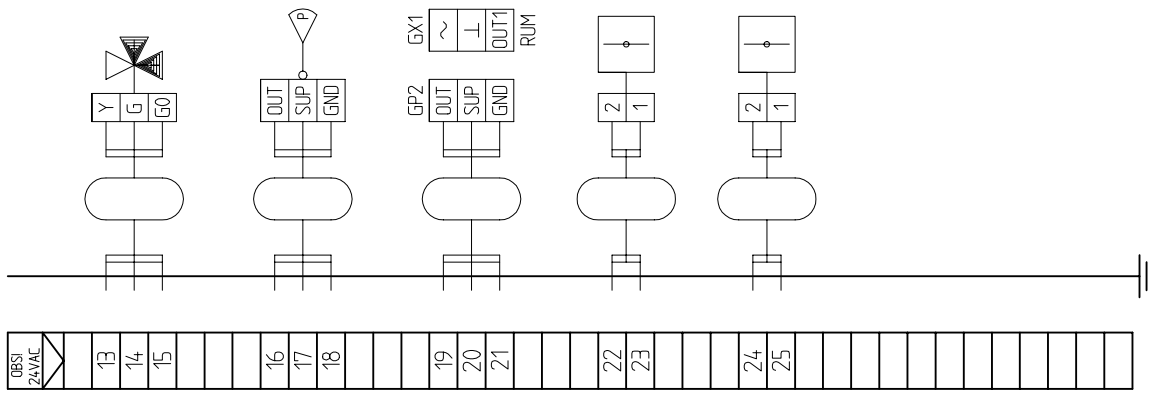 P
GX1
~
⊥
OUT1
RUM
Y
G
G0
OUT
SUP
GND
GP2
OUT
SUP
GND
2
1
2
1
OBS!
24VAC
13
14
15
16
17
18
19
20
21
22
23
24
25